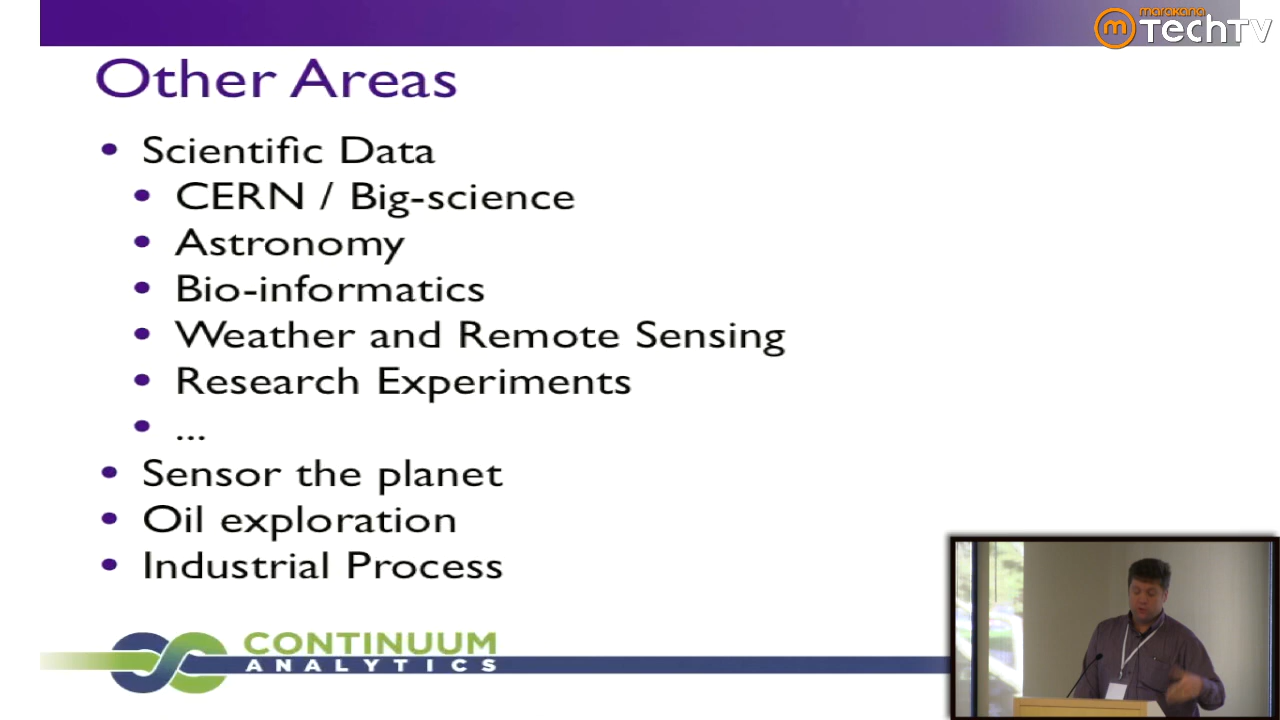 marakana
m TechTV
Other Areas
• Scientific Data
• CERN / Big-science
• Astronomy
• Bio-informatics
• Weather and Remote Sensing
• Research Experiments
• ...
• Sensor the planet
• Oil exploration
• Industrial Process
CONTINUUM
ANALYTICS